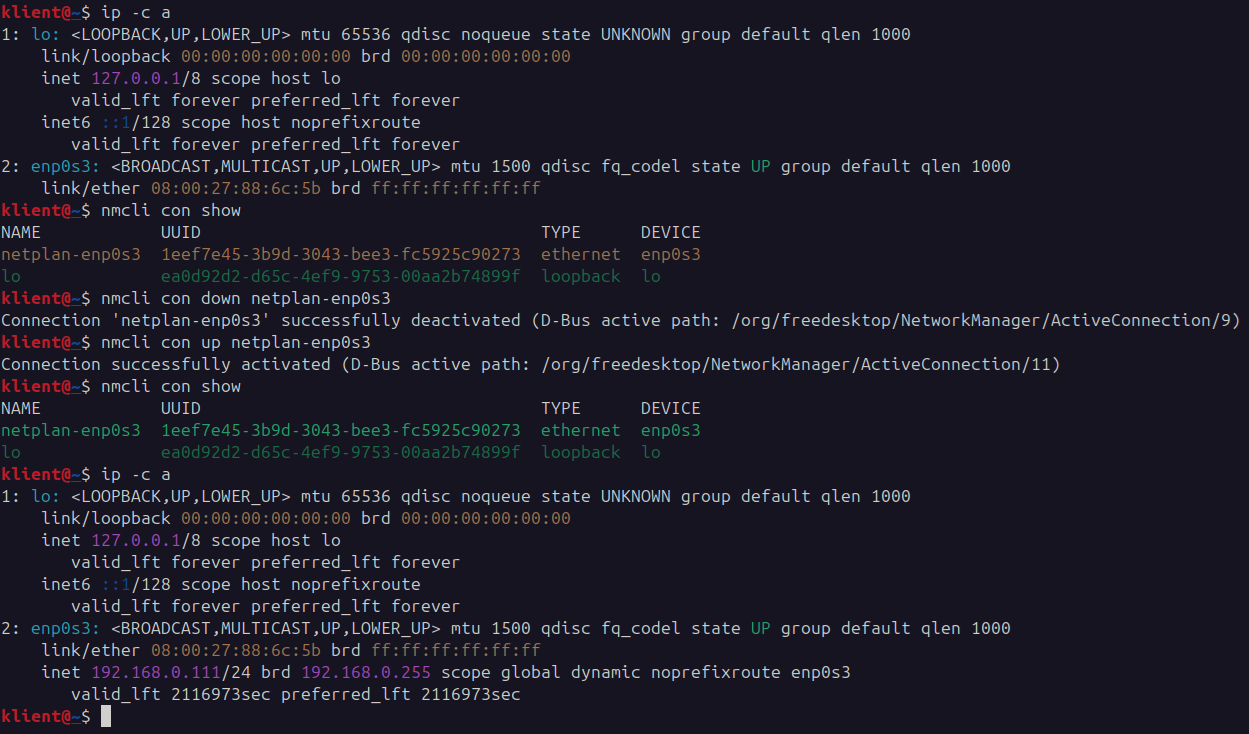 klient@~$ ip -c a
1: lo: <LOOPBACK,UP,LOWER_UP> mtu 65536 qdisc noqueue state UNKNOWN group default qlen 1000
    link/loopback 00:00:00:00:00:00 brd 00:00:00:00:00:00
    inet 127.0.0.1/8 scope host lo
       valid_lft forever preferred_lft forever
    inet6 ::1/128 scope host noprefixroute
       valid_lft forever preferred_lft forever
2: enp0s3: <BROADCAST,MULTICAST,UP,LOWER_UP> mtu 1500 qdisc fq_codel state UP group default qlen 1000
    link/ether 08:00:27:88:6c:5b brd ff:ff:ff:ff:ff:ff
klient@~$ nmcli con show
NAME            UUID                                  TYPE      DEVICE
netplan-enp0s3  1eef7e45-3b9d-3043-bee3-fc5925c90273  ethernet  enp0s3
lo              ea0d92d2-d65c-4ef9-9753-00aa2b74899f  loopback  lo
klient@~$ nmcli con down netplan-enp0s3
Connection 'netplan-enp0s3' successfully deactivated (D-Bus active path: /org/freedesktop/NetworkManager/ActiveConnection/9)
klient@~$ nmcli con up netplan-enp0s3
Connection successfully activated (D-Bus active path: /org/freedesktop/NetworkManager/ActiveConnection/11)
klient@~$ nmcli con show
NAME            UUID                                  TYPE      DEVICE
netplan-enp0s3  1eef7e45-3b9d-3043-bee3-fc5925c90273  ethernet  enp0s3
lo              ea0d92d2-d65c-4ef9-9753-00aa2b74899f  loopback  lo
klient@~$ ip -c a
1: lo: <LOOPBACK,UP,LOWER_UP> mtu 65536 qdisc noqueue state UNKNOWN group default qlen 1000
    link/loopback 00:00:00:00:00:00 brd 00:00:00:00:00:00
    inet 127.0.0.1/8 scope host lo
       valid_lft forever preferred_lft forever
    inet6 ::1/128 scope host noprefixroute
       valid_lft forever preferred_lft forever
2: enp0s3: <BROADCAST,MULTICAST,UP,LOWER_UP> mtu 1500 qdisc fq_codel state UP group default qlen 1000
    link/ether 08:00:27:88:6c:5b brd ff:ff:ff:ff:ff:ff
    inet 192.168.0.111/24 brd 192.168.0.255 scope global dynamic noprefixroute enp0s3
       valid_lft 2116973sec preferred_lft 2116973sec
klient@~$